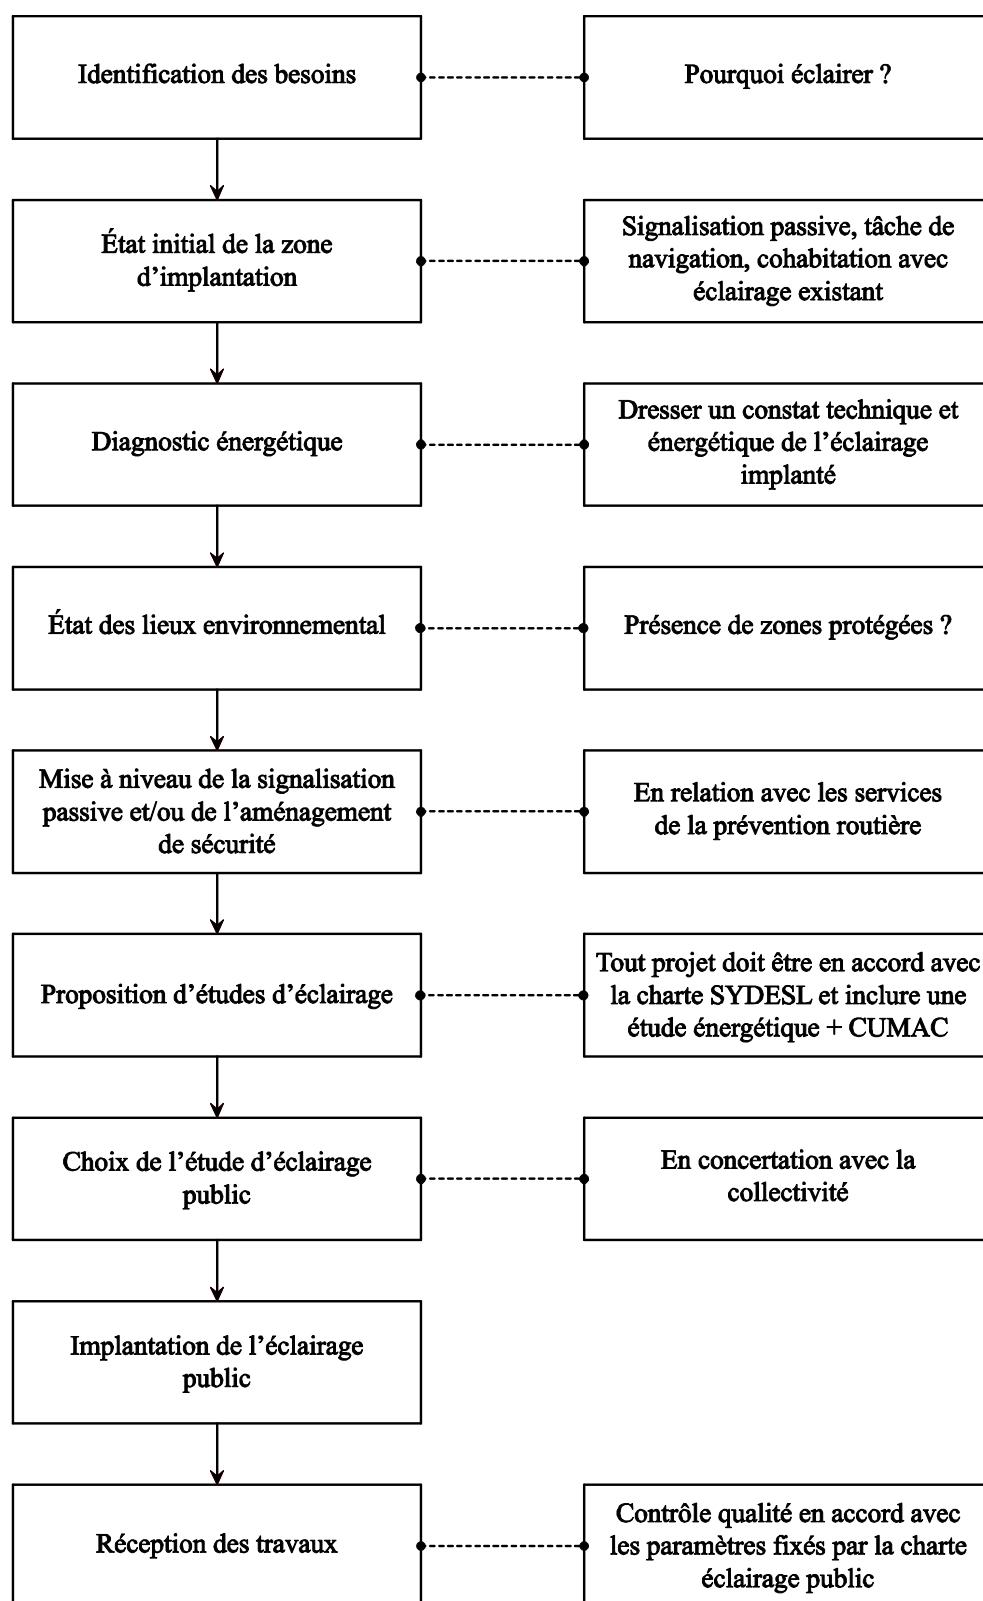 Identification des besoins
Pourquoi éclairer ?
État initial de la zone
d’implantation
Signalisation passive, tâche de
navigation, cohabitation avec
éclairage existant
Diagnostic énergétique
Dresser un constat technique et
énergétique de l’éclairage
implanté
État des lieux environnemental
Présence de zones protégées ?
Mise à niveau de la signalisation
passive et/ou de l’aménagement
de sécurité
En relation avec les services
de la prévention routière
Proposition d’études d’éclairage
Tout projet doit être en accord avec
la charte SYDESL et inclure une
étude énergétique + CUMAC
Choix de l’étude d’éclairage
public
En concertation avec la
collectivité
Implantation de l’éclairage
public
Réception des travaux
Contrôle qualité en accord avec
les paramètres fixés par la charte
éclairage public